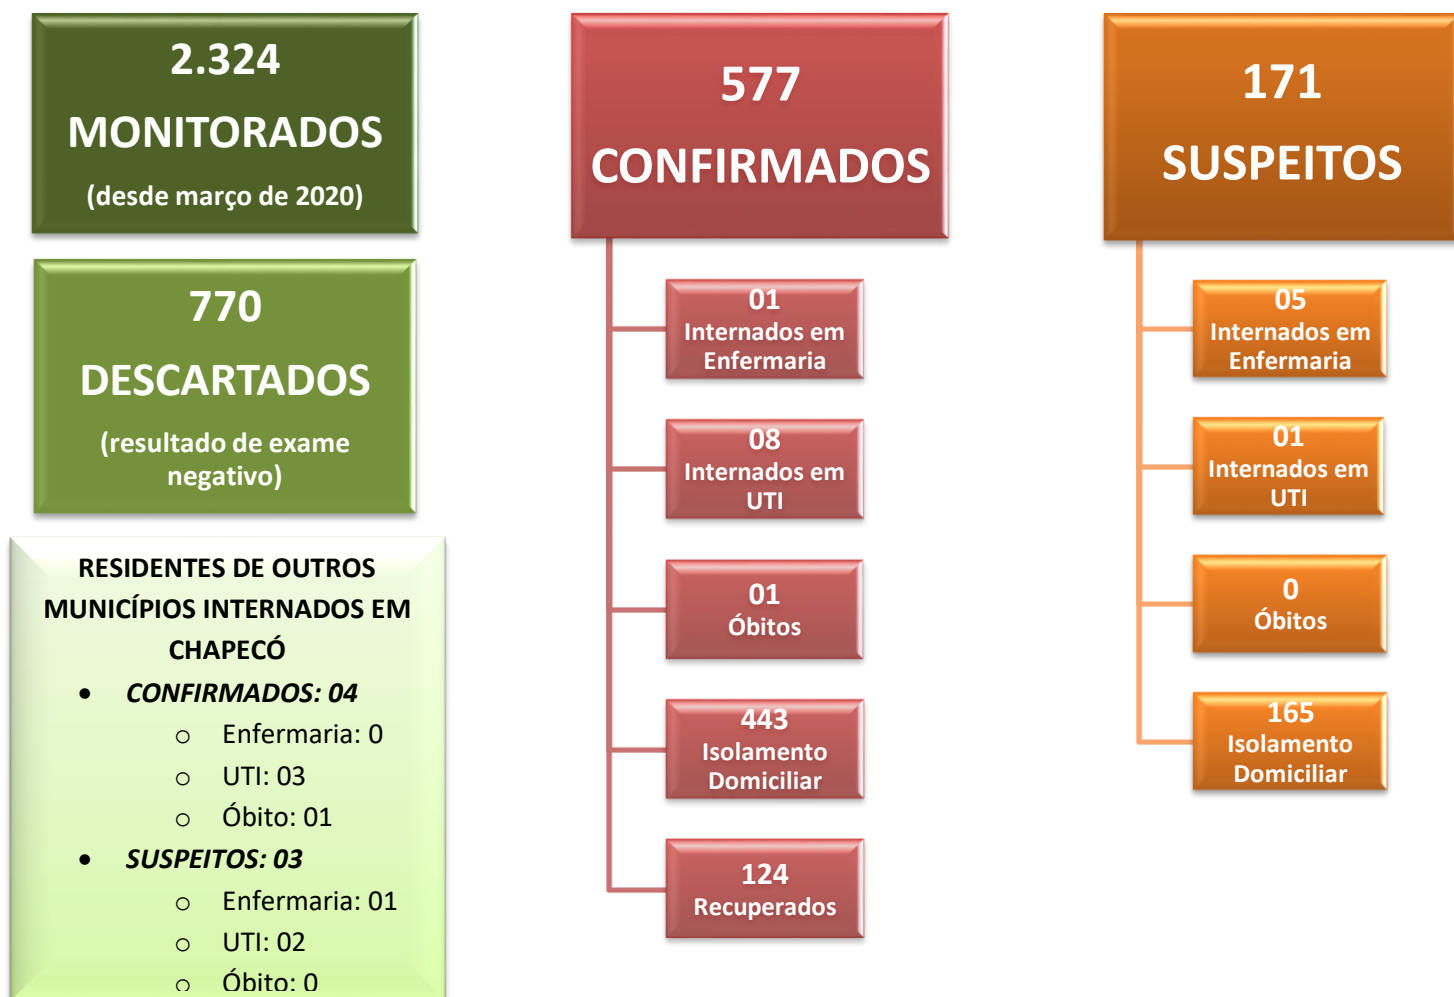 2.324
MONITORADOS
(desde março de 2020)
770
DESCARTADOS
(resultado de exame
negativo)
RESIDENTES DE OUTROS
MUNICÍPIOS INTERNADOS EM
CHAPECÓ
• CONFIRMADOS: 04
o Enfermaria: 0
o UTI: 03
o Óbito: 01
• SUSPEITOS: 03
o Enfermaria: 01
o UTI: 02
o Óbito: 0
577
CONFIRMADOS
01
Internados em
Enfermaria
08
Internados em
UTI
01
Óbitos
443
Isolamento
Domiciliar
124
Recuperados
171
SUSPEITOS
05
Internados em
Enfermaria
01
Internados em
UTI
0
Óbitos
165
Isolamento
Domiciliar